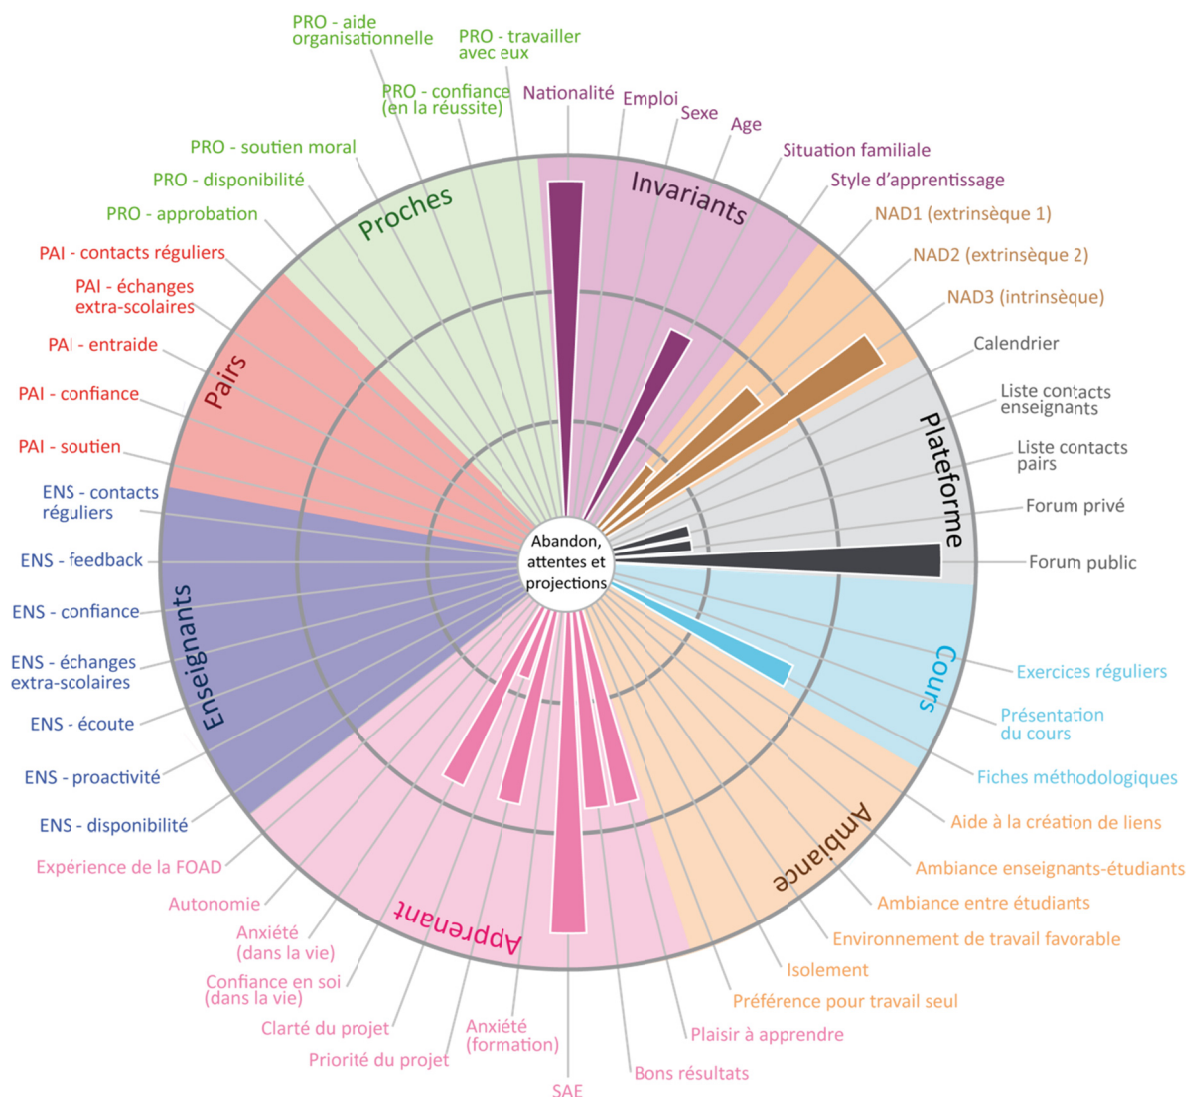 PRO - aide
organisationnelle
PRO - travailler
avec eux
PRO - confiance
(en la réussite)
Nationalité
Emploi
Sexe
Age
Situation familiale
Style d'apprentissage
NAD1 (extrinsèque 1)
NAD2 (extrinsèque 2)
NAD3 (intrinsèque)
Calendrier
Liste contacts
enseignants
Liste contacts
pairs
Forum privé
Forum public
Exercices réguliers
Présentation
du cours
Fiches méthodologiques
Aide à la création de liens
Ambiance enseignants-étudiants
Ambiance entre étudiants
Environnement de travail favorable
Isolement
Préférence pour travail seul
Plaisir à apprendre
Bons résultats
SAE
Anxiété
(formation)
Priorité du projet
Clarté du projet
Confiance en soi
(dans la vie)
Anxiété
(dans la vie)
Autonomie
Expérience de la FOAD
ENS - disponibilité
ENS - proactivité
ENS - écoute
ENS - échanges
extra-scolaires
ENS - confiance
ENS - feedback
ENS - contacts
réguliers
PAI - soutien
PAI - confiance
PAI - entraide
PAI - échanges
extra-scolaires
PAI - contacts réguliers
PRO - approbation
PRO - disponibilité
PRO - soutien moral
Proches
Invariants
Plateforme
Cours
Ambiance
Apprenant
Enseignants
Pairs
Abandon,
attentes et
projections